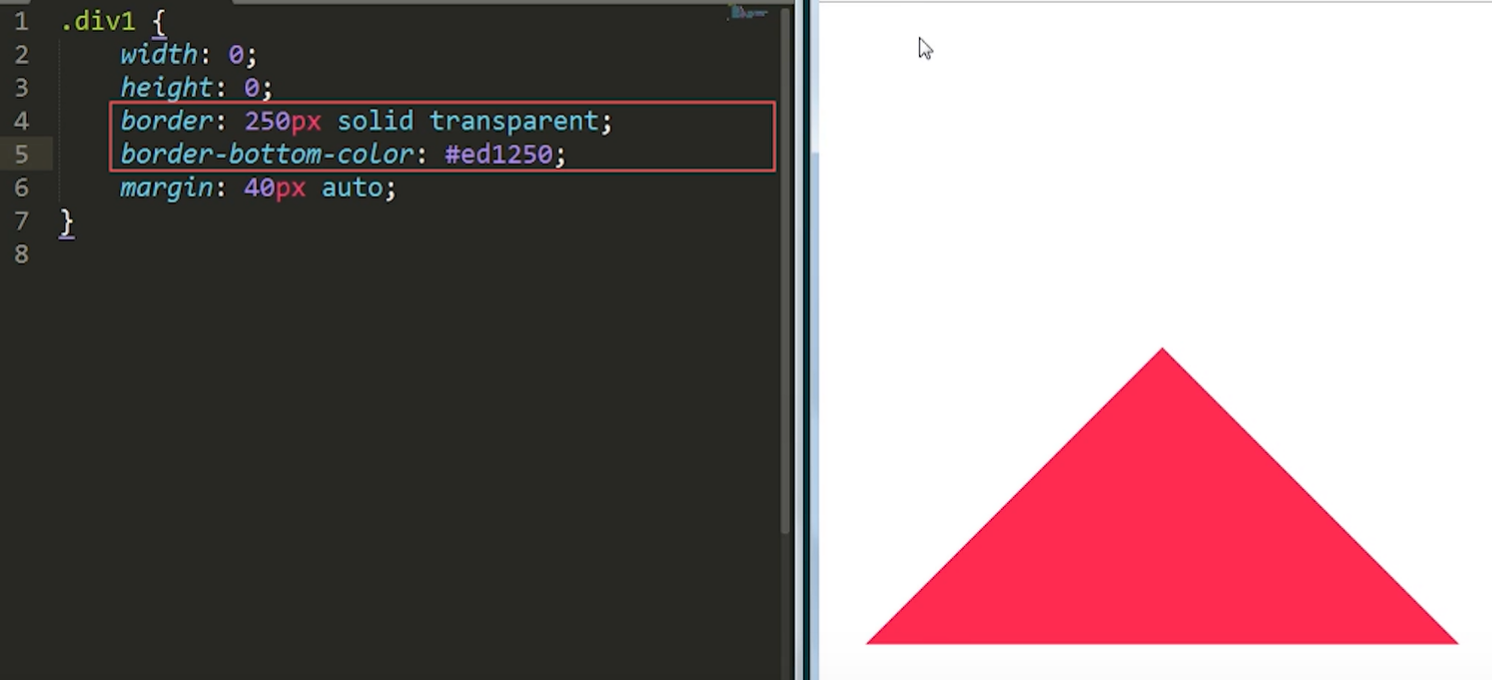 1 .div1 {
2 width: 0;
3 height: 0;
4 border: 250px solid transparent;
5 border-bottom-color: #ed1250;
6 margin: 40px auto;
7 }
8